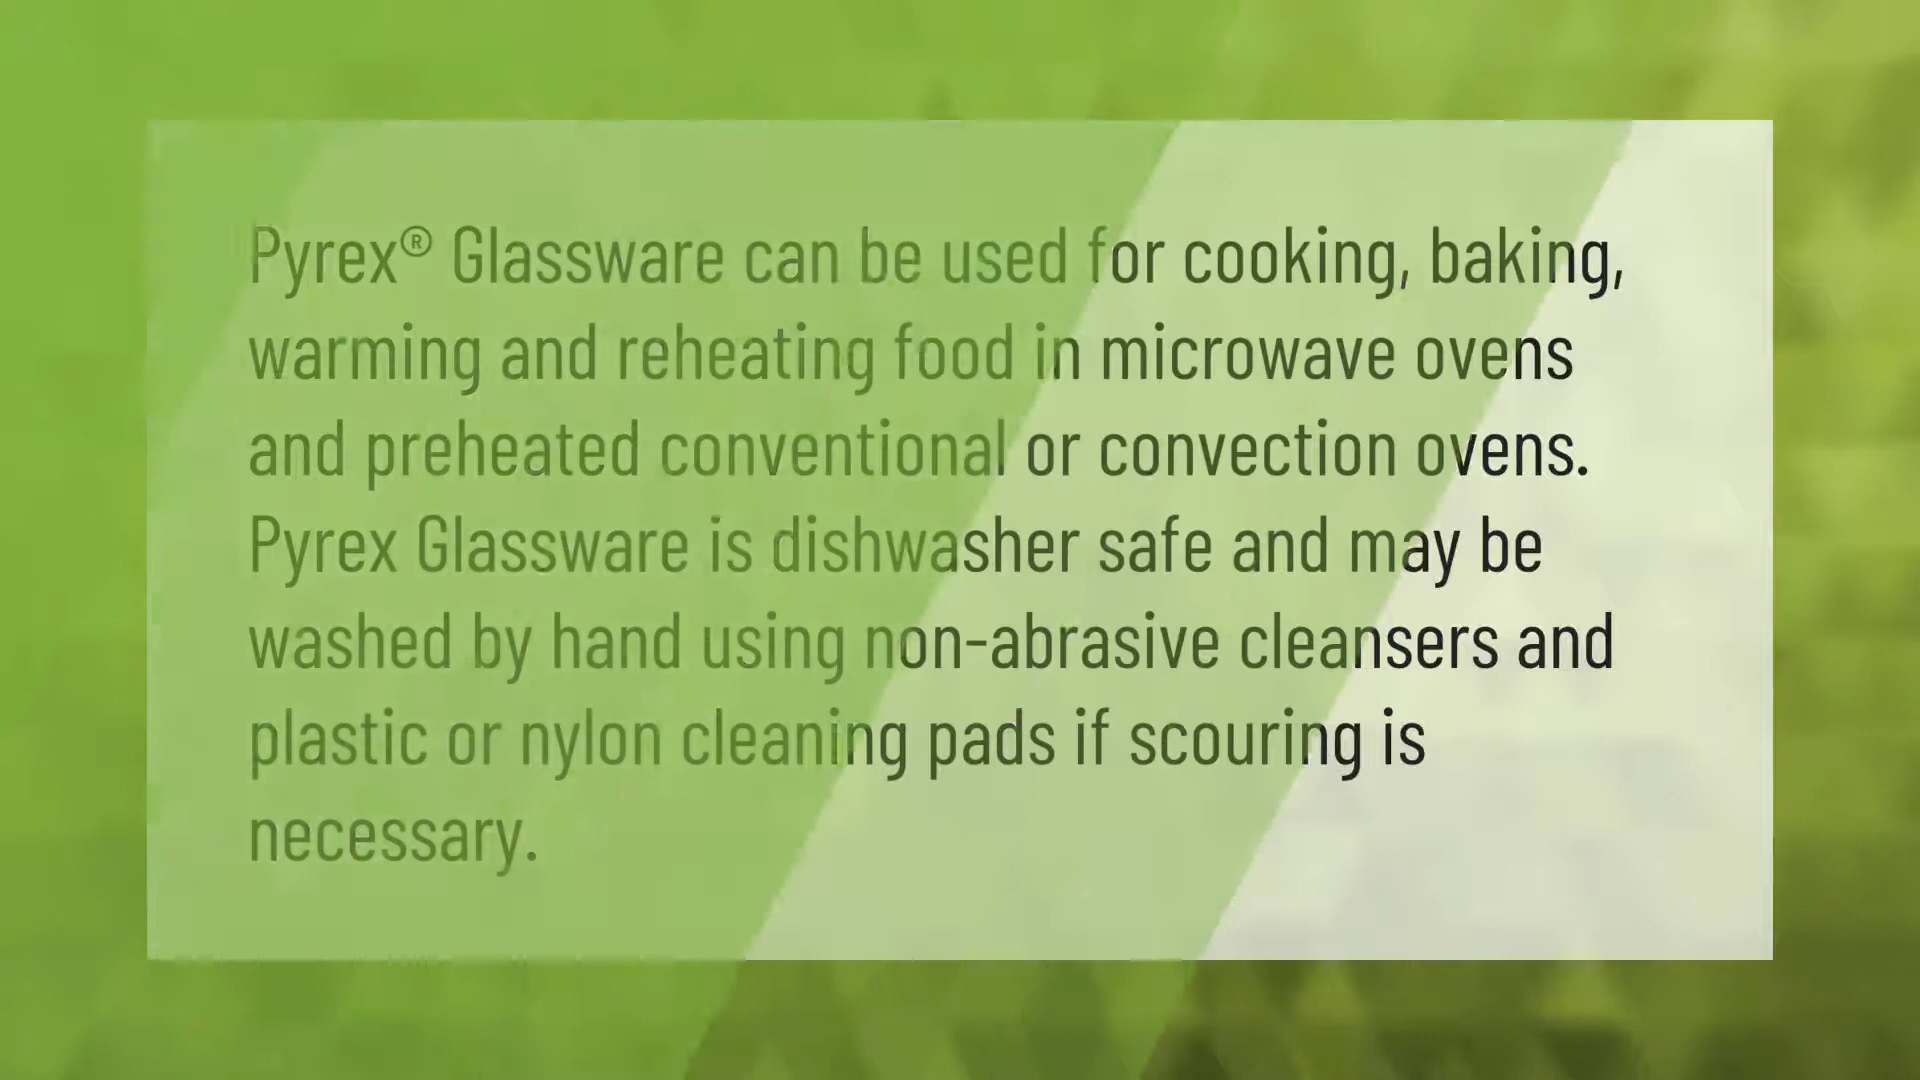 Pyrex® Glassware can be used for cooking, baking,
warming and reheating food in microwave ovens
and preheated conventional or convection ovens.
Pyrex Glassware is dishwasher safe and may be
washed by hand using non-abrasive cleansers and
plastic or nylon cleaning pads if scouring is
necessary.